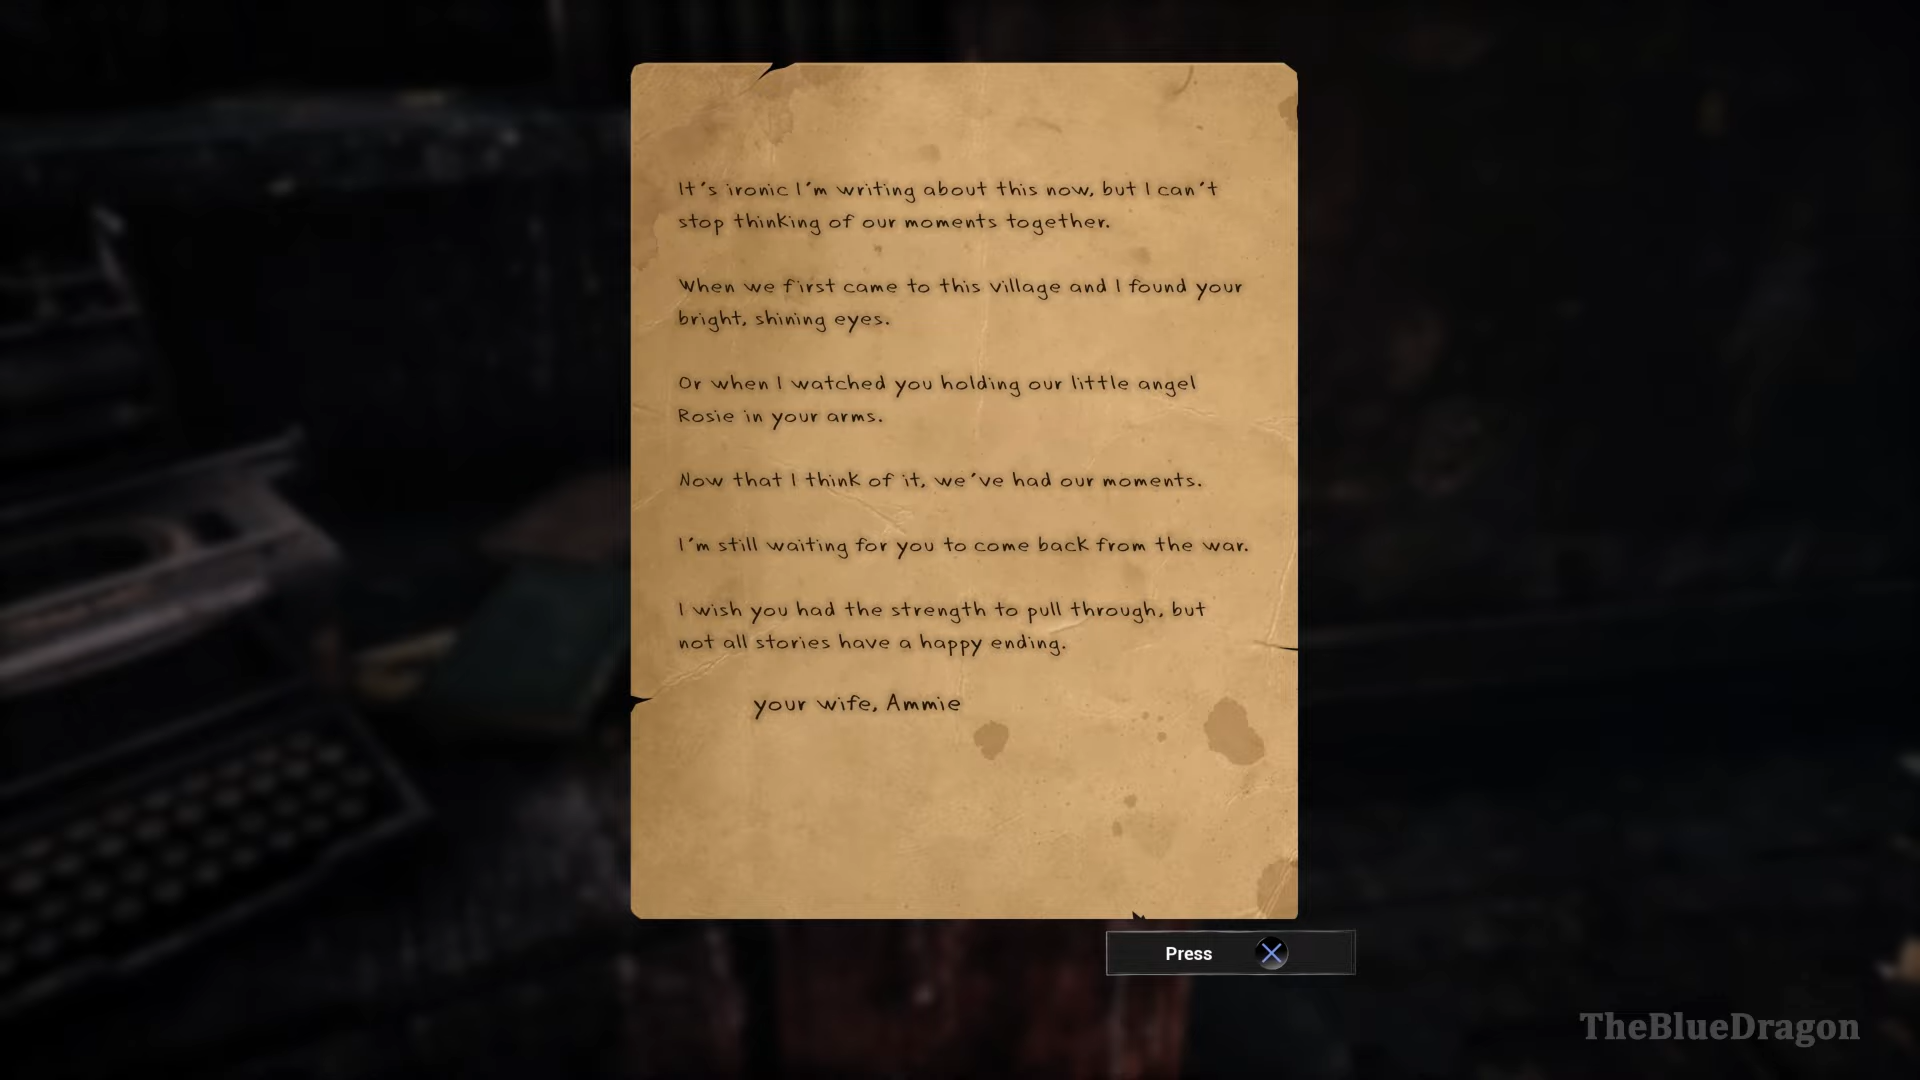 It´s ironic I´m writing about this now, but I can´t
stop thinking of our moments together.
When we first came to this village and I found your
bright, shining eyes.
Or when I watched you holding our little angel
Rosie in your arms.
Now that I think of it, we´ve had our moments.
I´m still waiting for you to come back from the war.
I wish you had the strength to pull through, but
not all stories have a happy ending.
your wife, Ammie
Press
TheBlueDragon